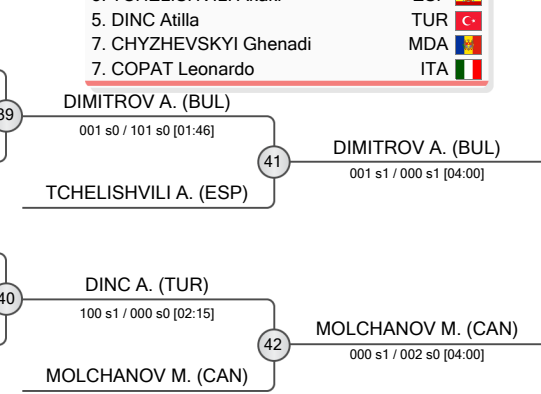 5. DINC Atilla TUR
7. CHYZHEVSKYI Ghenadi MDA
7. COPAT Leonardo ITA
DIMITROV A. (BUL)
39
001 s0 / 101 s0 [01:46]
DIMITROV A. (BUL)
41
001 s1 / 000 s1 [04:00]
TCHELISHVILI A. (ESP)
DINC A. (TUR)
40
100 s1 / 000 s0 [02:15]
MOLCHANOV M. (CAN)
42
000 s1 / 002 s0 [04:00]
MOLCHANOV M. (CAN)